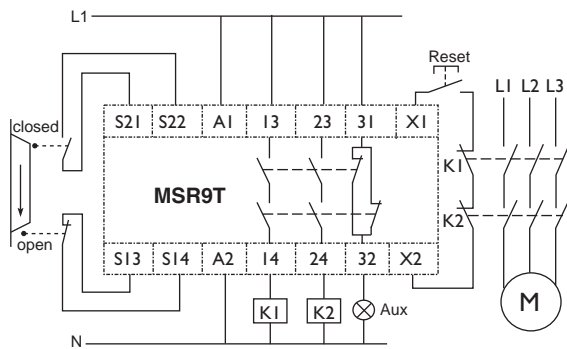 L1
Reset
L1 L2 L3
closed
S21 S22 A1 13 23 31 X1
K1
MSR9T
K2
open
S13 S14 A2 14 24 32 X2
K1 K2 Aux
M
N